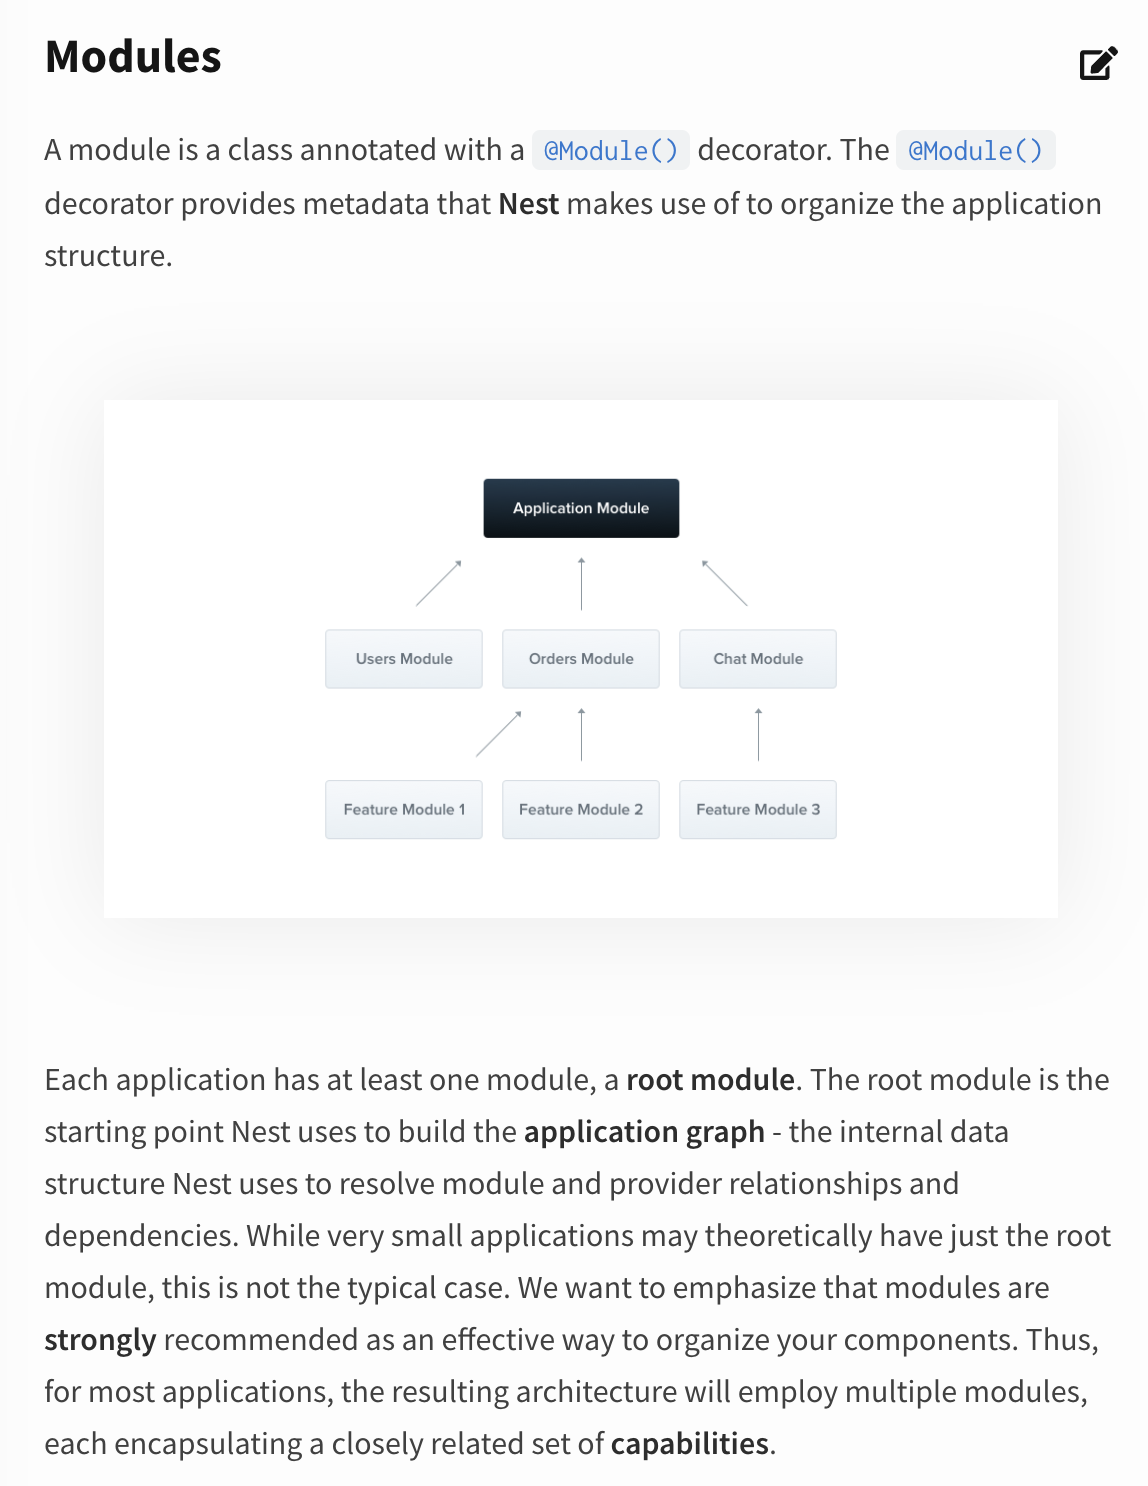 Modules
A module is a class annotated with a @Module() decorator. The @Module()
decorator provides metadata that Nest makes use of to organize the application
structure.
Application Module
Users Module
Orders Module
Chat Module
Feature Module 1
Feature Module 2
Feature Module 3
Each application has at least one module, a root module. The root module is the
starting point Nest uses to build the application graph - the internal data
structure Nest uses to resolve module and provider relationships and
dependencies. While very small applications may theoretically have just the root
module, this is not the typical case. We want to emphasize that modules are
strongly recommended as an effective way to organize your components. Thus,
for most applications, the resulting architecture will employ multiple modules,
each encapsulating a closely related set of capabilities.